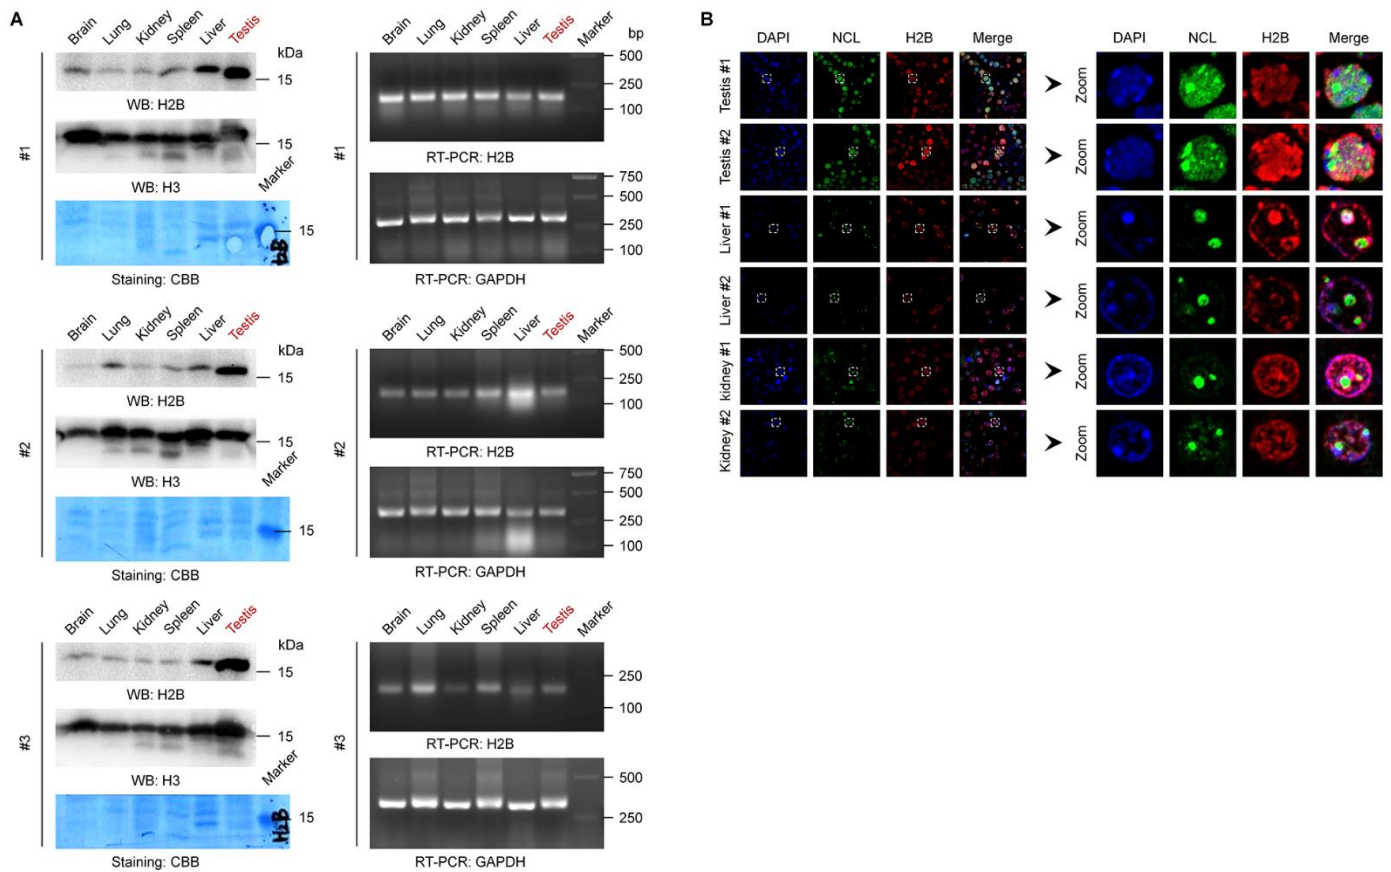 A
Brain Lung Kidney Spleen Liver Testis
kDa
15
WB: H2B
15
#1
WB: H3
Marker
15
Staining: CBB
Brain Lung Kidney Spleen Liver Testis Marker
bp
500
250
100
#1
RT-PCR: H2B
750
500
250
100
RT-PCR: GAPDH
Brain Lung Kidney Spleen Liver Testis
kDa
15
WB: H2B
15
#2
WB: H3
Marker
15
Staining: CBB
Brain Lung Kidney Spleen Liver Testis Marker
500
250
100
#2
RT-PCR: H2B
750
500
250
100
RT-PCR: GAPDH
Brain Lung Kidney Spleen Liver Testis
kDa
15
WB: H2B
15
#3
WB: H3
Marker
H2B
15
Staining: CBB
Brain Lung Kidney Spleen Liver Testis Marker
250
100
#3
RT-PCR: H2B
500
250
RT-PCR: GAPDH
B
DAPI NCL H2B Merge DAPI NCL H2B Merge
Testis #1 Zoom
Testis #2 Zoom
Liver #1 Zoom
Liver #2 Zoom
kidney #1 Zoom
Kidney #2 Zoom